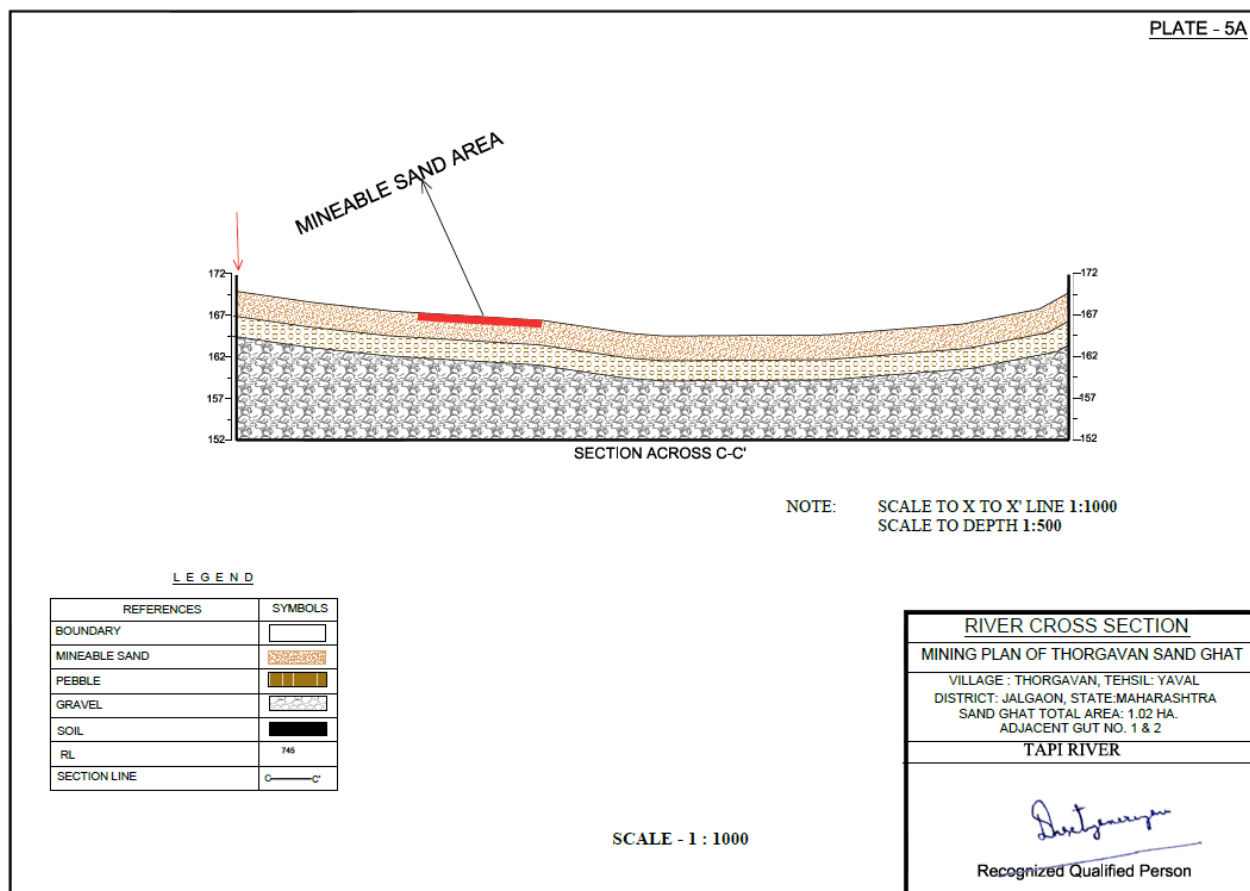 PLATE - 5A
MINEABLE SAND AREA
172
167
162
157
152
172
167
162
157
152
SECTION ACROSS C-C'
NOTE: SCALE TO X TO X' LINE 1:1000
SCALE TO DEPTH 1:500
LEGEND
REFERENCES SYMBOLS
BOUNDARY
MINEABLE SAND
PEBBLE
GRAVEL
SOIL
RL 745
SECTION LINE C C'
SCALE - 1 : 1000
RIVER CROSS SECTION
MINING PLAN OF THORGAVAN SAND GHAT
VILLAGE : THORGAVAN, TEHSIL: YAVAL
DISTRICT: JALGAON, STATE:MAHARASHTRA
SAND GHAT TOTAL AREA: 1.02 HA.
ADJACENT GUT NO. 1 & 2
TAPI RIVER
Recognized Qualified Person